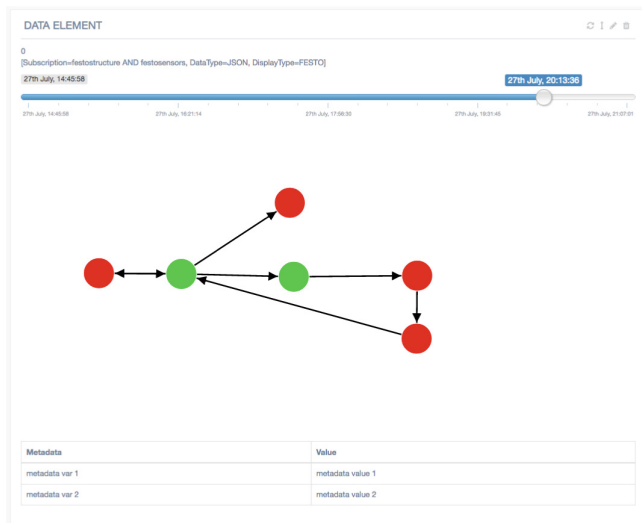 DATA ELEMENT
0
[Subscription=festostructure AND festosensors, DataType=JSON, DisplayType=FESTO]
27th July, 14:45:58
27th July, 20:13:36
27th July, 14:45:58 27th July, 16:21:14 27th July, 17:56:30 27th July, 19:31:45 27th July, 21:07:01
Metadata Value
metadata var 1 metadata value 1
metadata var 2 metadata value 2